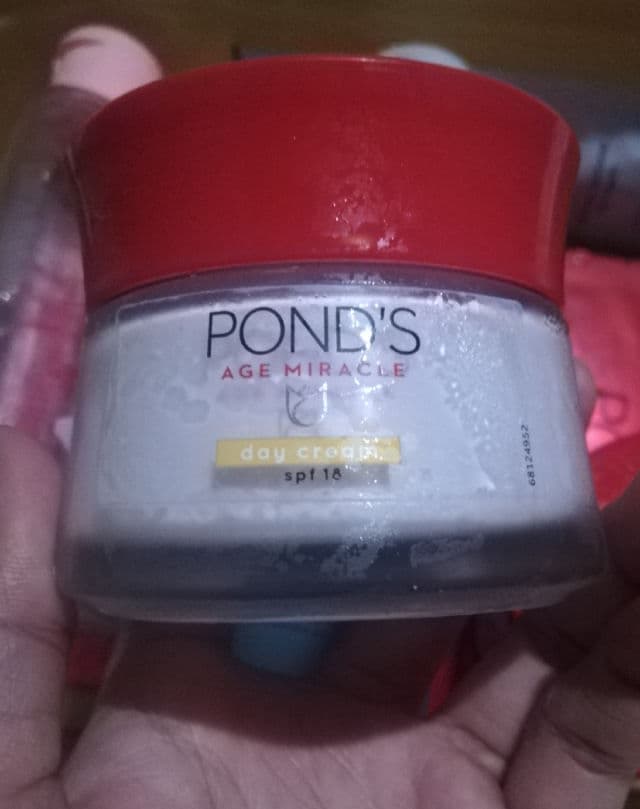 POND'S
AGE MIRACLE
day cream
spf 18
68124952